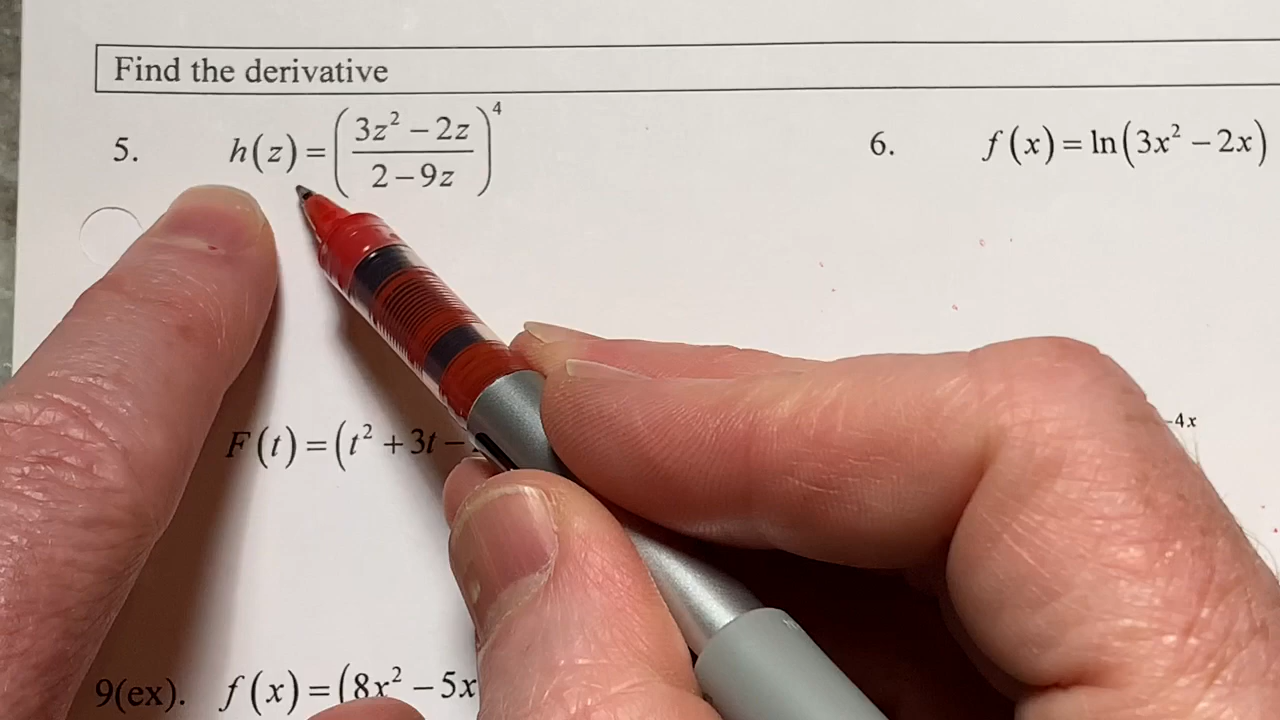 Find the derivative
5. h(z) = ( (3z² − 2z) / (2 − 9z) )⁴
6. f(x) = ln(3x² − 2x)
F(t) = (t² + 3t −
−4x
9(ex). f(x) = (8x² − 5x